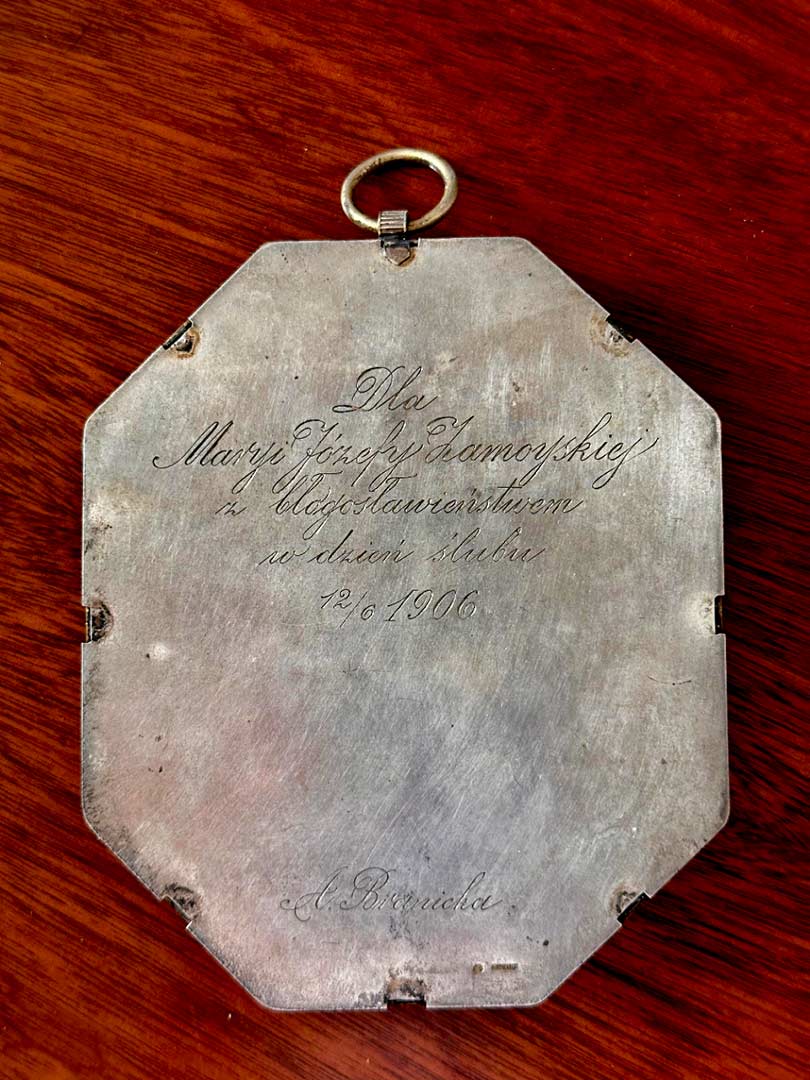 Dla
Maryi Józefy Zamoyskiej
z błogosławieństwem
w dzień ślubu
12/6 1906
A. Branicka